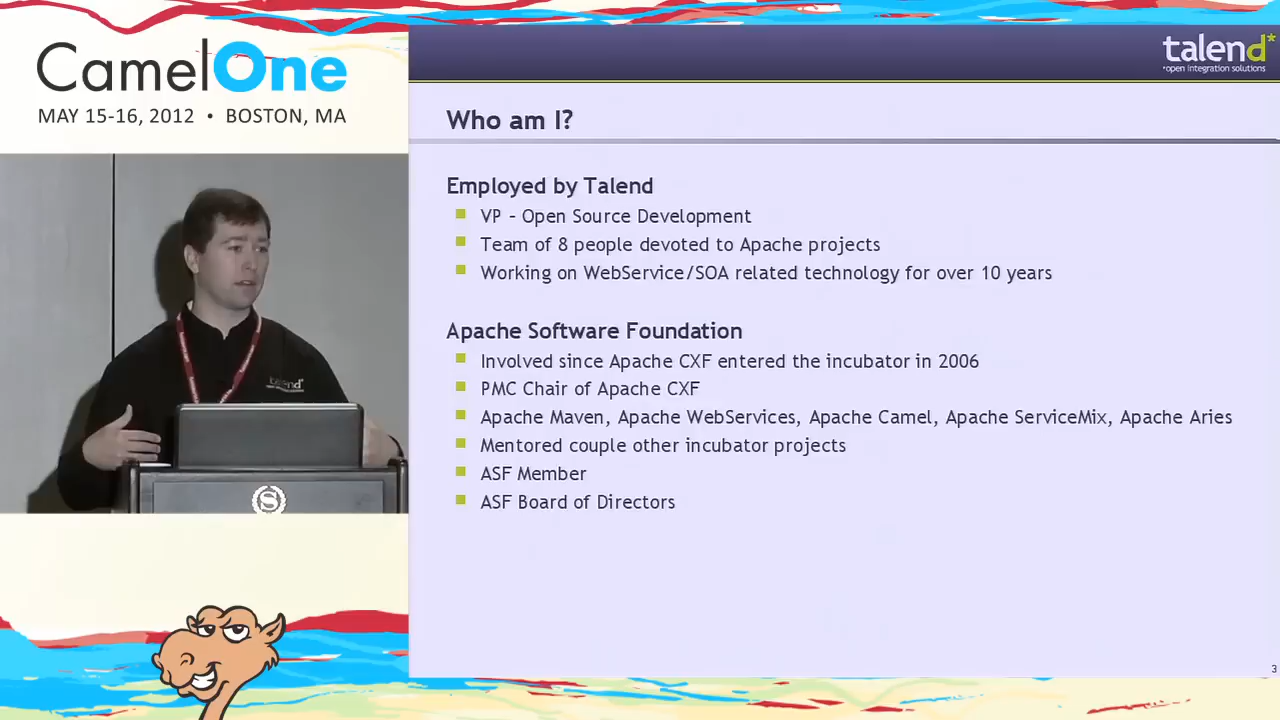 CamelOne
MAY 15-16, 2012 • BOSTON, MA
talend*
*open integration solutions
Who am I?
Employed by Talend
VP – Open Source Development
Team of 8 people devoted to Apache projects
Working on WebService/SOA related technology for over 10 years
Apache Software Foundation
Involved since Apache CXF entered the incubator in 2006
PMC Chair of Apache CXF
Apache Maven, Apache WebServices, Apache Camel, Apache ServiceMix, Apache Aries
Mentored couple other incubator projects
ASF Member
ASF Board of Directors
talend*
S
3